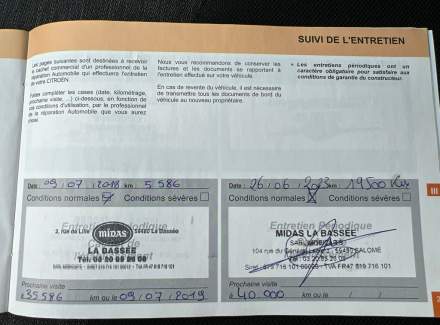 SUIVI DE L'ENTRETIEN
Les pages suivantes sont destinées à recevoir
le cachet commercial d'un professionnel de la
réparation Automobile qui effectuera l'entretien
de votre CITROËN.
Faites compléter les cases (date, kilométrage,
prochaine visite, ...) ci-dessous, en fonction de
vos conditions d'utilisation, par le professionnel
de la réparation Automobile que vous aurez
choisi.
Nous vous recommandons de conserver les
factures et les documents se rapportant à
l'entretien effectué sur votre véhicule.
En cas de revente du véhicule, il est nécessaire
de transmettre tous les documents de bord du
véhicule au nouveau propriétaire.
• Les entretiens périodiques ont un
caractère obligatoire pour satisfaire aux
conditions de garantie du constructeur.
Date : 09 / 07 / 2018 km : 5 586
Conditions normales Conditions sévères
Entretien Périodique
MIDAS
59480 La Bassée
LA BASSÉE
Prochaine visite
à 35 586 km ou le 09 / 07 / 2019
Date : 26 / 06 / 2023 km : 19 500 Km
Conditions normales Conditions sévères
Entretien Périodique
MIDAS LA BASSÉE
Prochaine visite
à 40 000 km ou le / /
III